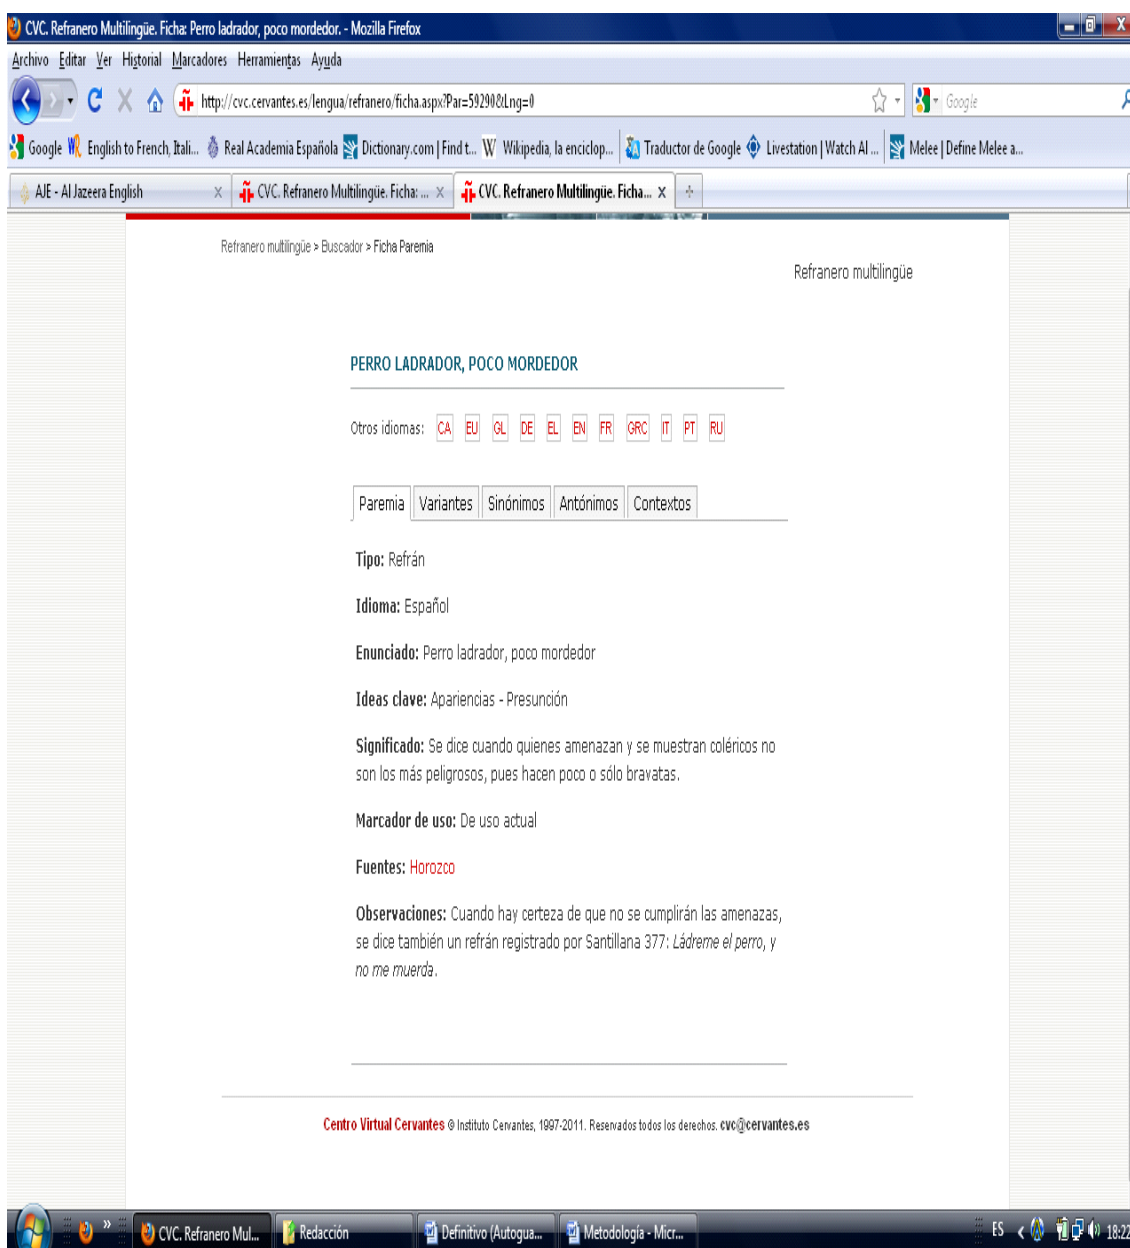 CVC. Refranero Multilingüe. Ficha: Perro ladrador, poco mordedor. - Mozilla Firefox
Archivo Editar Ver Historial Marcadores Herramientas Ayuda
http://cvc.cervantes.es/lengua/refranero/ficha.aspx?Par=59290&Lng=0 Google
Google English to French, Itali... Real Academia Española Dictionary.com | Find t... Wikipedia, la enciclop... Traductor de Google Livestation | Watch Al ... Melee | Define Melee a...
AJE - Al Jazeera English CVC. Refranero Multilingüe. Ficha: ... CVC. Refranero Multilingüe. Ficha...
Refranero multilingüe > Buscador > Ficha Paremia
Refranero multilingüe
PERRO LADRADOR, POCO MORDEDOR
Otros idiomas: CA EU GL DE EL EN FR GRC IT PT RU
Paremia Variantes Sinónimos Antónimos Contextos
Tipo: Refrán
Idioma: Español
Enunciado: Perro ladrador, poco mordedor
Ideas clave: Apariencias - Presunción
Significado: Se dice cuando quienes amenazan y se muestran coléricos no
son los más peligrosos, pues hacen poco o sólo bravatas.
Marcador de uso: De uso actual
Fuentes: Horozco
Observaciones: Cuando hay certeza de que no se cumplirán las amenazas,
se dice también un refrán registrado por Santillana 377: Ládreme el perro, y
no me muerda.
Centro Virtual Cervantes © Instituto Cervantes, 1997-2011. Reservados todos los derechos. cvc@cervantes.es
CVC. Refranero Mul... Redacción Definitivo (Autogua... Metodología - Micr... ES 18:22